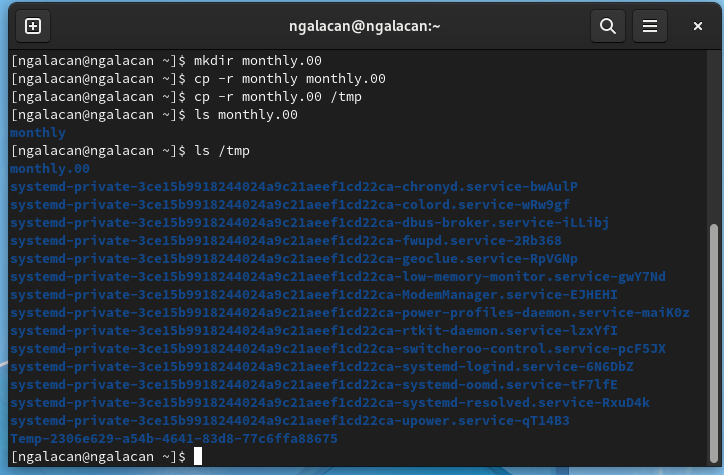 ngalacan@ngalacan:~
[ngalacan@ngalacan ~]$ mkdir monthly.00
[ngalacan@ngalacan ~]$ cp -r monthly monthly.00
[ngalacan@ngalacan ~]$ cp -r monthly.00 /tmp
[ngalacan@ngalacan ~]$ ls monthly.00
monthly
[ngalacan@ngalacan ~]$ ls /tmp
monthly.00
systemd-private-3ce15b9918244024a9c21aeef1cd22ca-chronyd.service-bwAulP
systemd-private-3ce15b9918244024a9c21aeef1cd22ca-colord.service-wRw9gf
systemd-private-3ce15b9918244024a9c21aeef1cd22ca-dbus-broker.service-iLLibj
systemd-private-3ce15b9918244024a9c21aeef1cd22ca-fwupd.service-2Rb368
systemd-private-3ce15b9918244024a9c21aeef1cd22ca-geoclue.service-RpVGNp
systemd-private-3ce15b9918244024a9c21aeef1cd22ca-low-memory-monitor.service-gwY7Nd
systemd-private-3ce15b9918244024a9c21aeef1cd22ca-ModemManager.service-EJHEHI
systemd-private-3ce15b9918244024a9c21aeef1cd22ca-power-profiles-daemon.service-maiK0z
systemd-private-3ce15b9918244024a9c21aeef1cd22ca-rtkit-daemon.service-lzxYfI
systemd-private-3ce15b9918244024a9c21aeef1cd22ca-switcheroo-control.service-pcF5JX
systemd-private-3ce15b9918244024a9c21aeef1cd22ca-systemd-logind.service-6N6DbZ
systemd-private-3ce15b9918244024a9c21aeef1cd22ca-systemd-oomd.service-tF7lfE
systemd-private-3ce15b9918244024a9c21aeef1cd22ca-systemd-resolved.service-RxuD4k
systemd-private-3ce15b9918244024a9c21aeef1cd22ca-upower.service-qT14B3
Temp-2306e629-a54b-4641-83d8-77c6ffa88675
[ngalacan@ngalacan ~]$